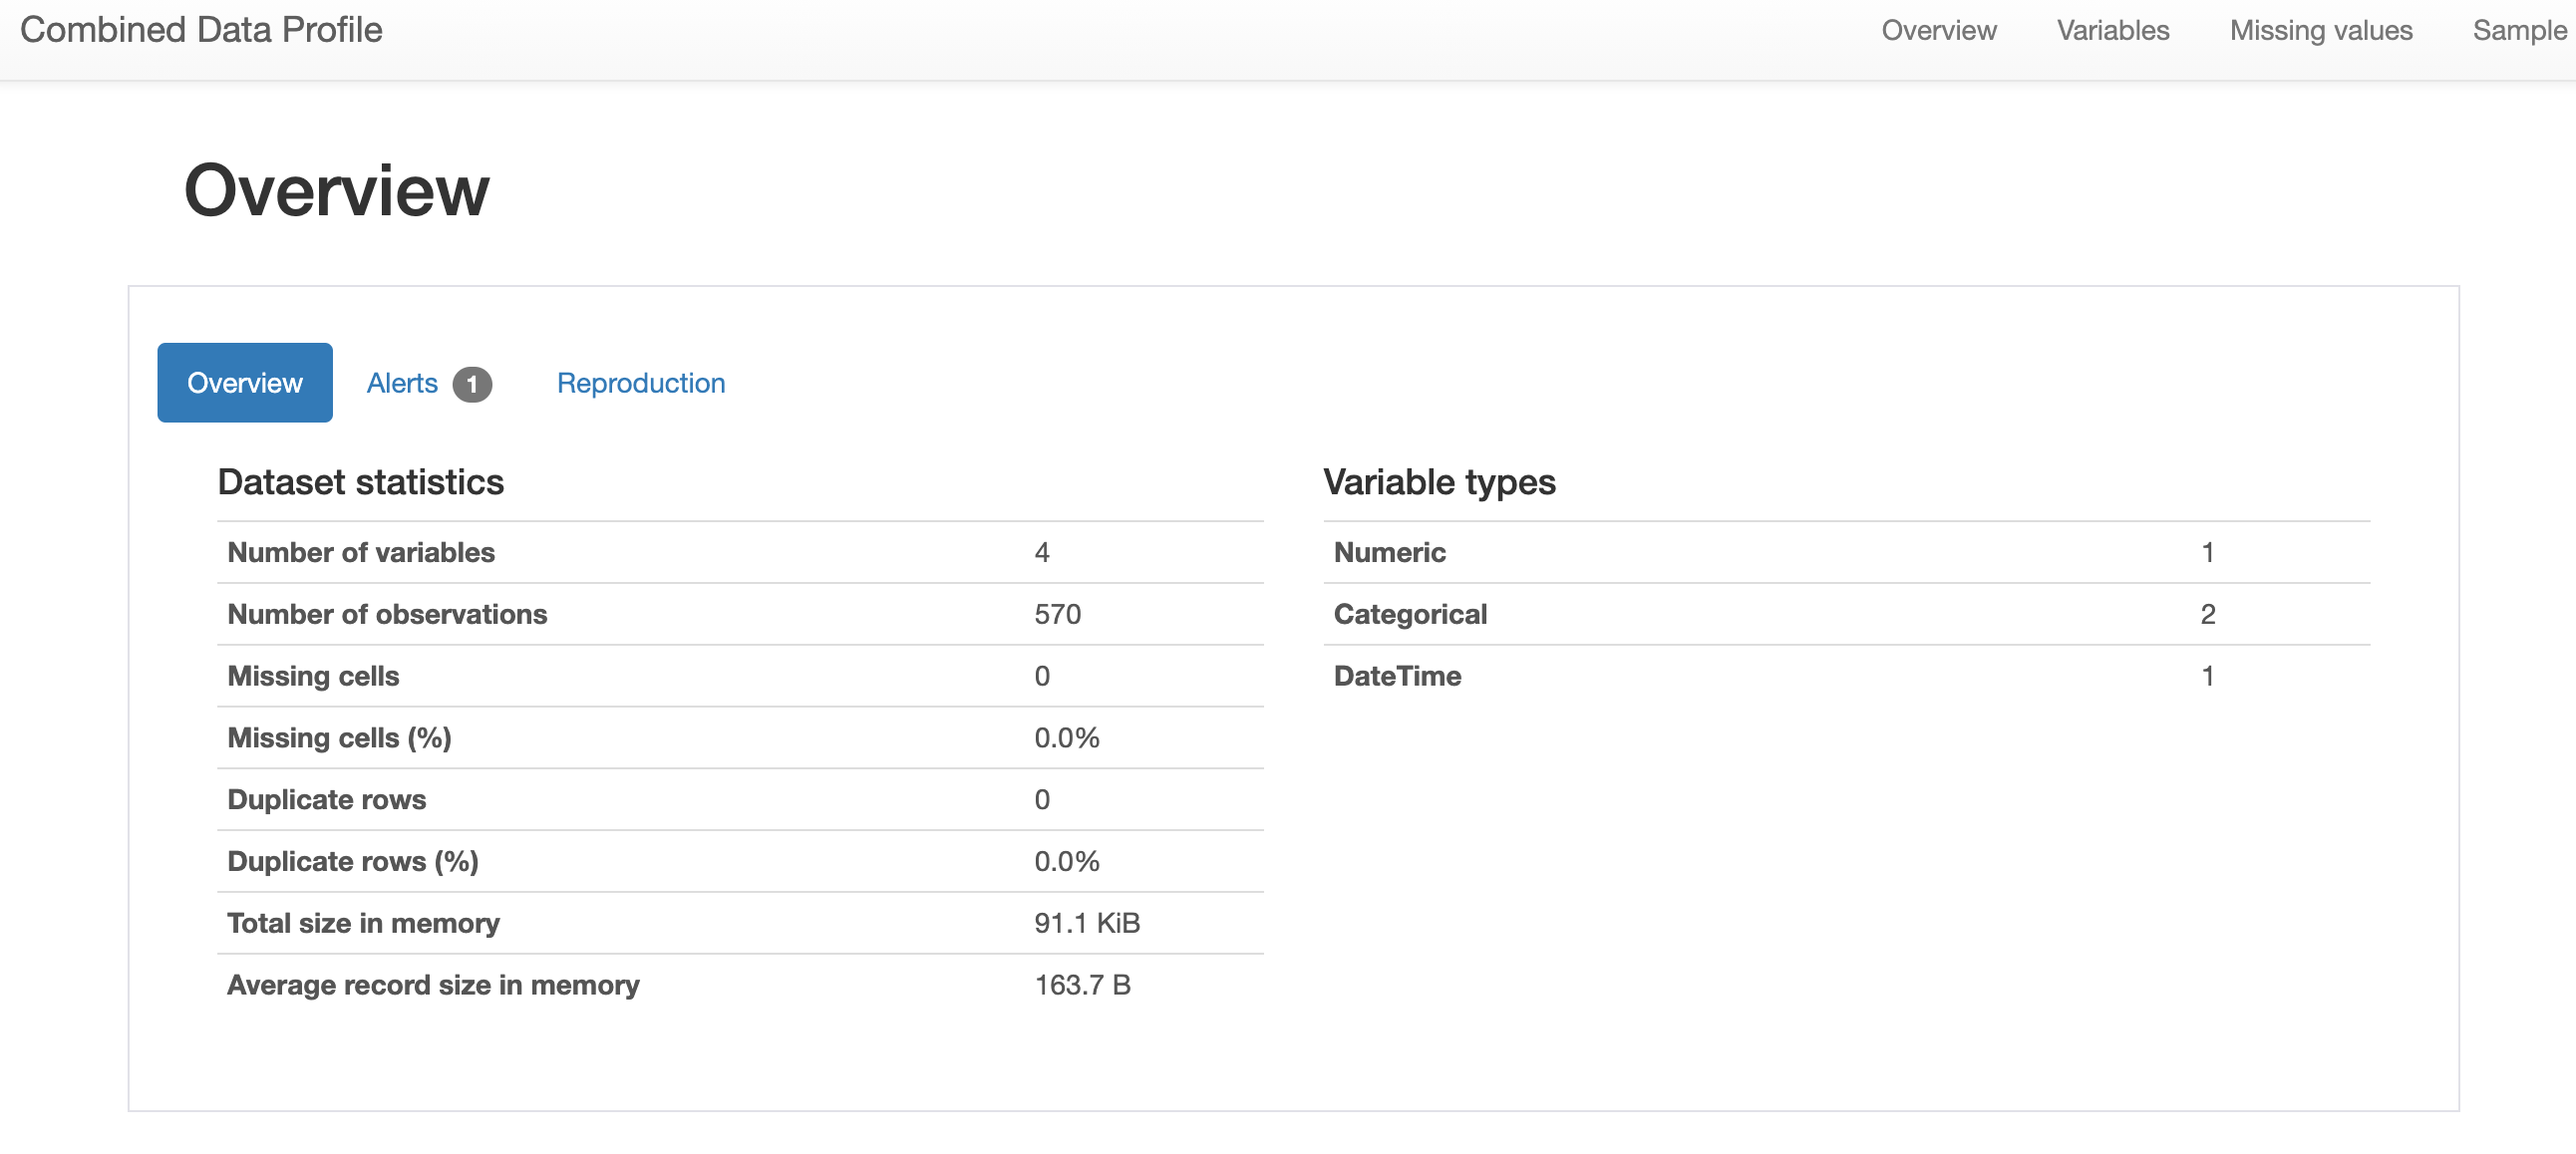 Combined Data Profile
Overview Variables Missing values Sample
Overview
Overview Alerts 1 Reproduction
Dataset statistics
Number of variables 4
Number of observations 570
Missing cells 0
Missing cells (%) 0.0%
Duplicate rows 0
Duplicate rows (%) 0.0%
Total size in memory 91.1 KiB
Average record size in memory 163.7 B
Variable types
Numeric 1
Categorical 2
DateTime 1